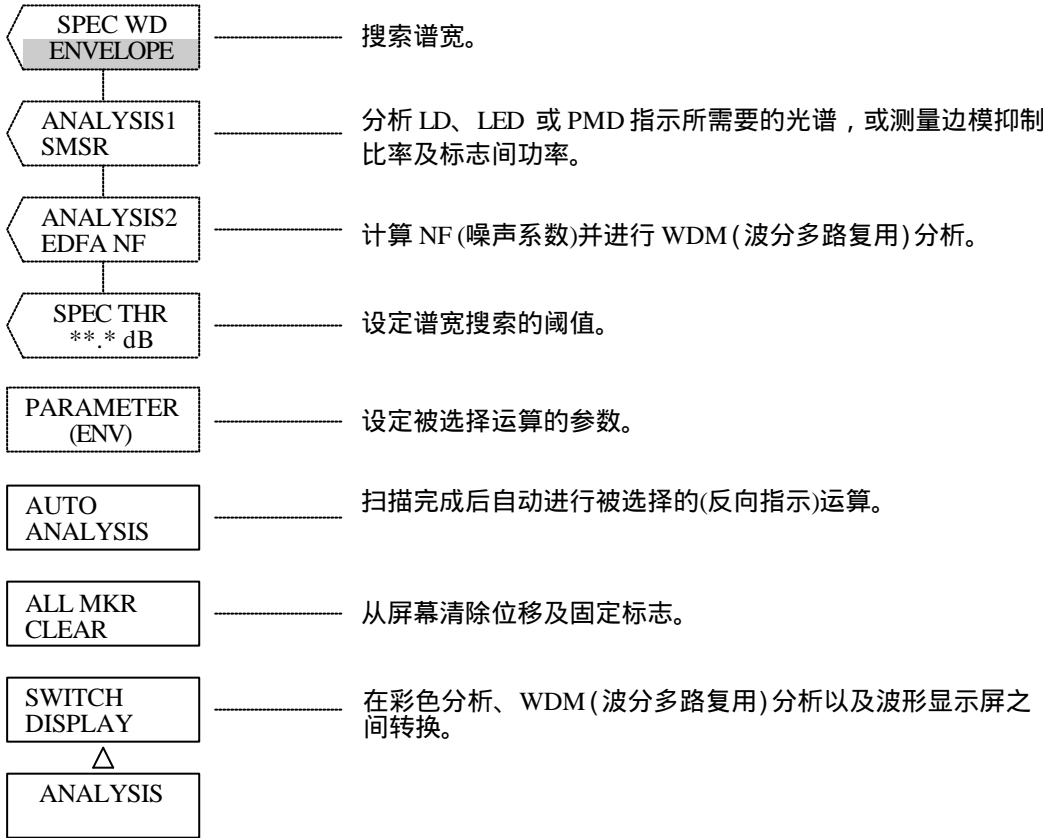 SPEC WD
ENVELOPE
搜索谱宽。
ANALYSIS1
SMSR
分析 LD、LED 或 PMD 指示所需要的光谱，或测量边模抑制
比率及标志间功率。
ANALYSIS2
EDFA NF
计算 NF (噪声系数)并进行 WDM (波分多路复用) 分析。
SPEC THR
**.* dB
设定谱宽搜索的阈值。
PARAMETER
(ENV)
设定被选择运算的参数。
AUTO
ANALYSIS
扫描完成后自动进行被选择的(反向指示)运算。
ALL MKR
CLEAR
从屏幕清除位移及固定标志。
SWITCH
DISPLAY
在彩色分析、WDM (波分多路复用) 分析以及波形显示屏之
间转换。
ANALYSIS